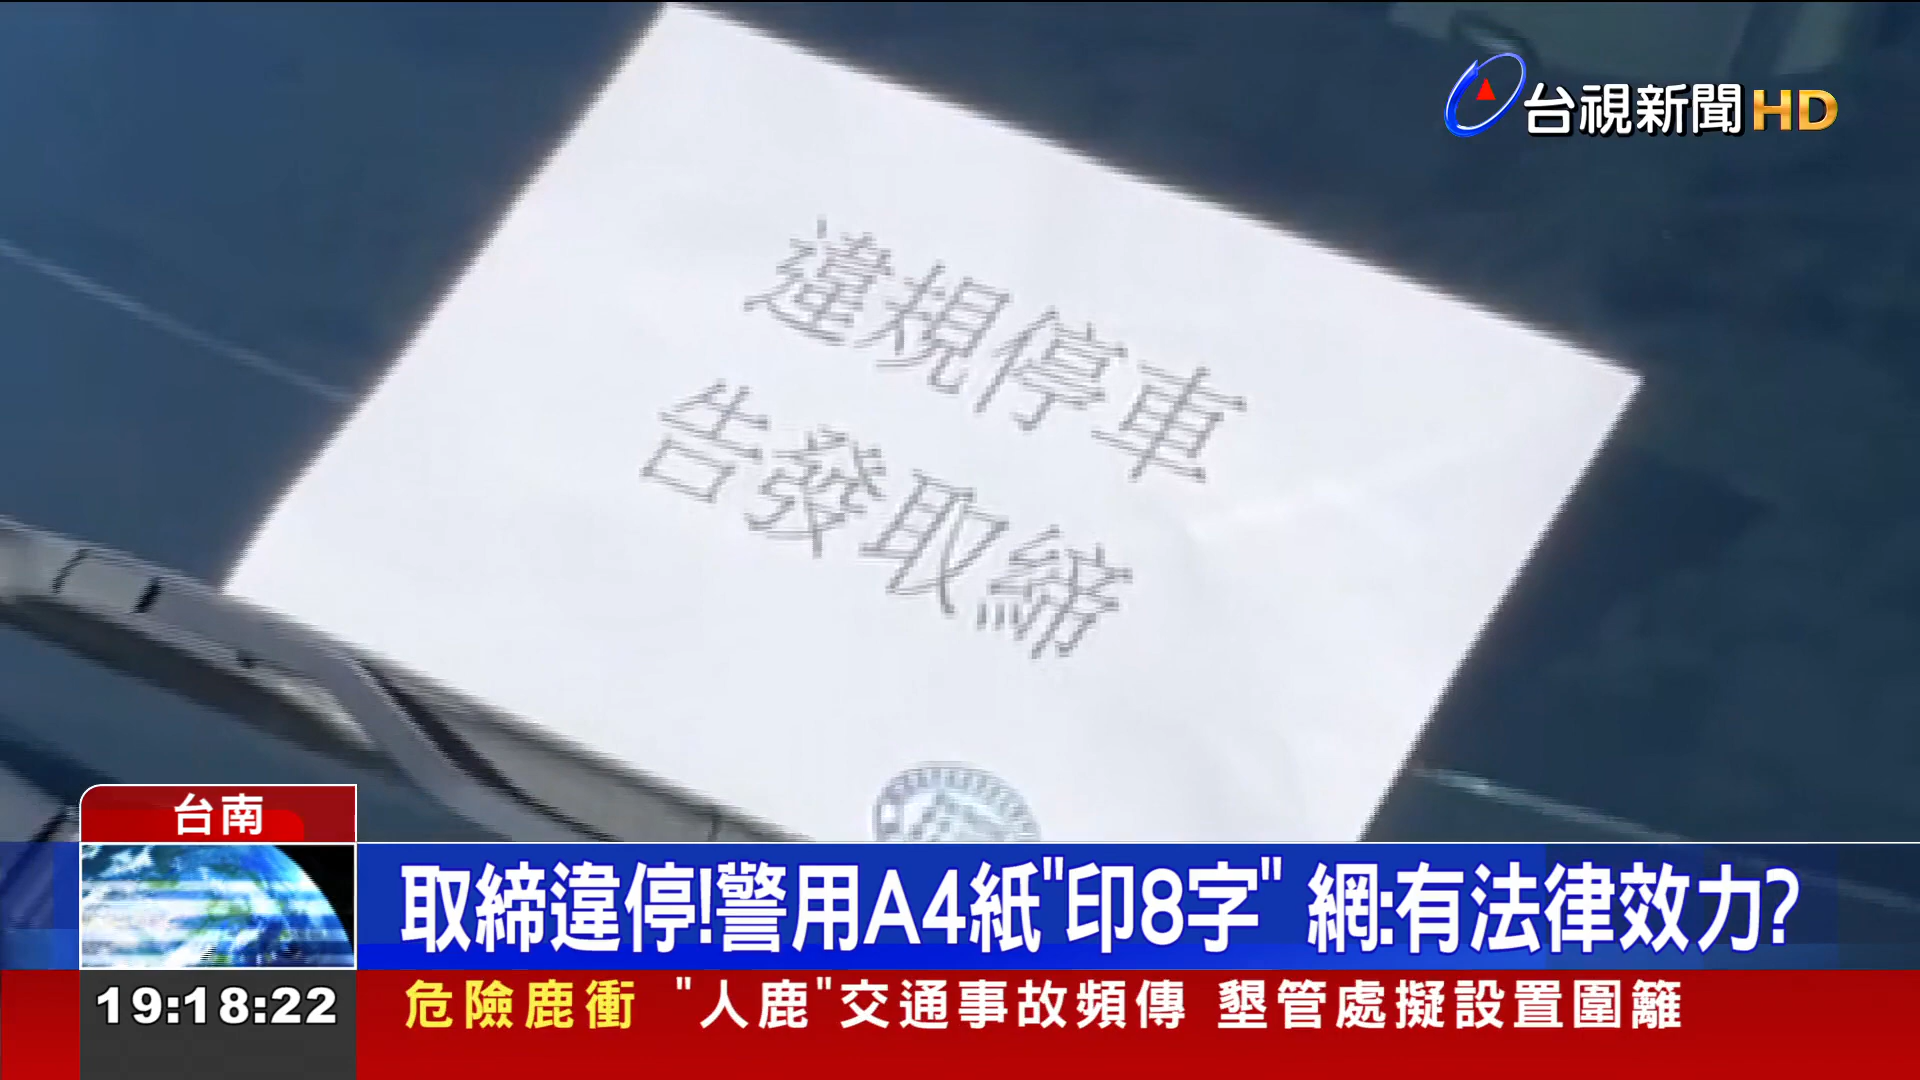 台視新聞HD
違規停車
告發取締
台南
取締違停!警用A4紙"印8字" 網:有法律效力?
19:18:22
危險鹿衝 "人鹿"交通事故頻傳 墾管處擬設置圍籬